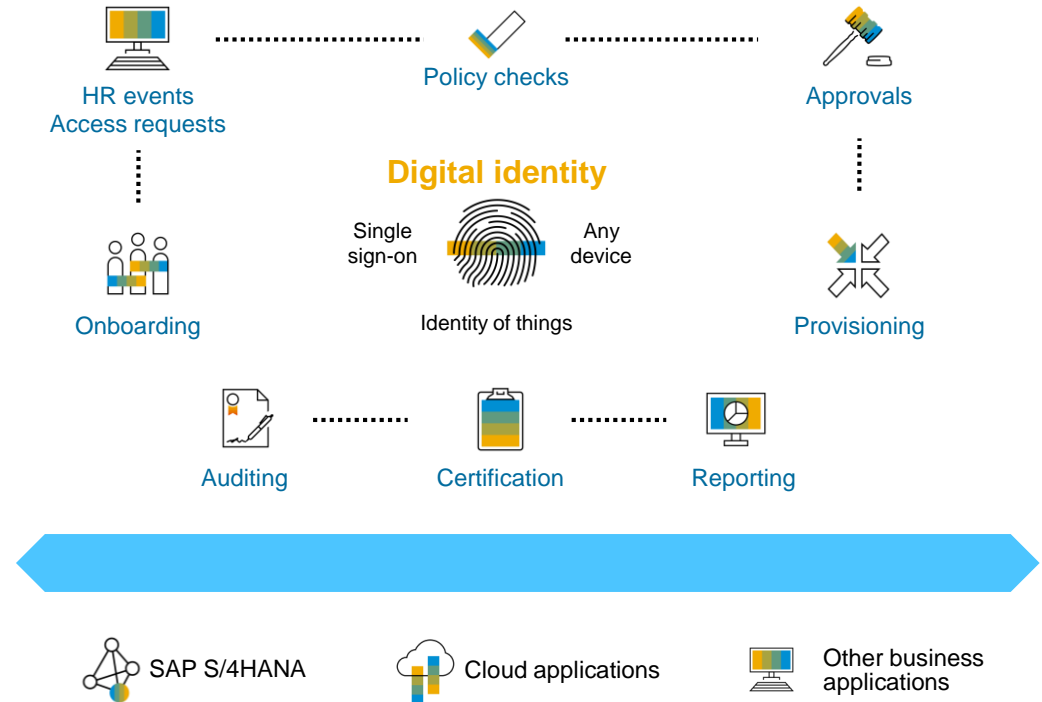 Policy checks
HR events
Access requests
Approvals
Digital identity
Single
sign-on
Any
device
Identity of things
Onboarding
Provisioning
Auditing
Certification
Reporting
SAP S/4HANA
Cloud applications
Other business
applications